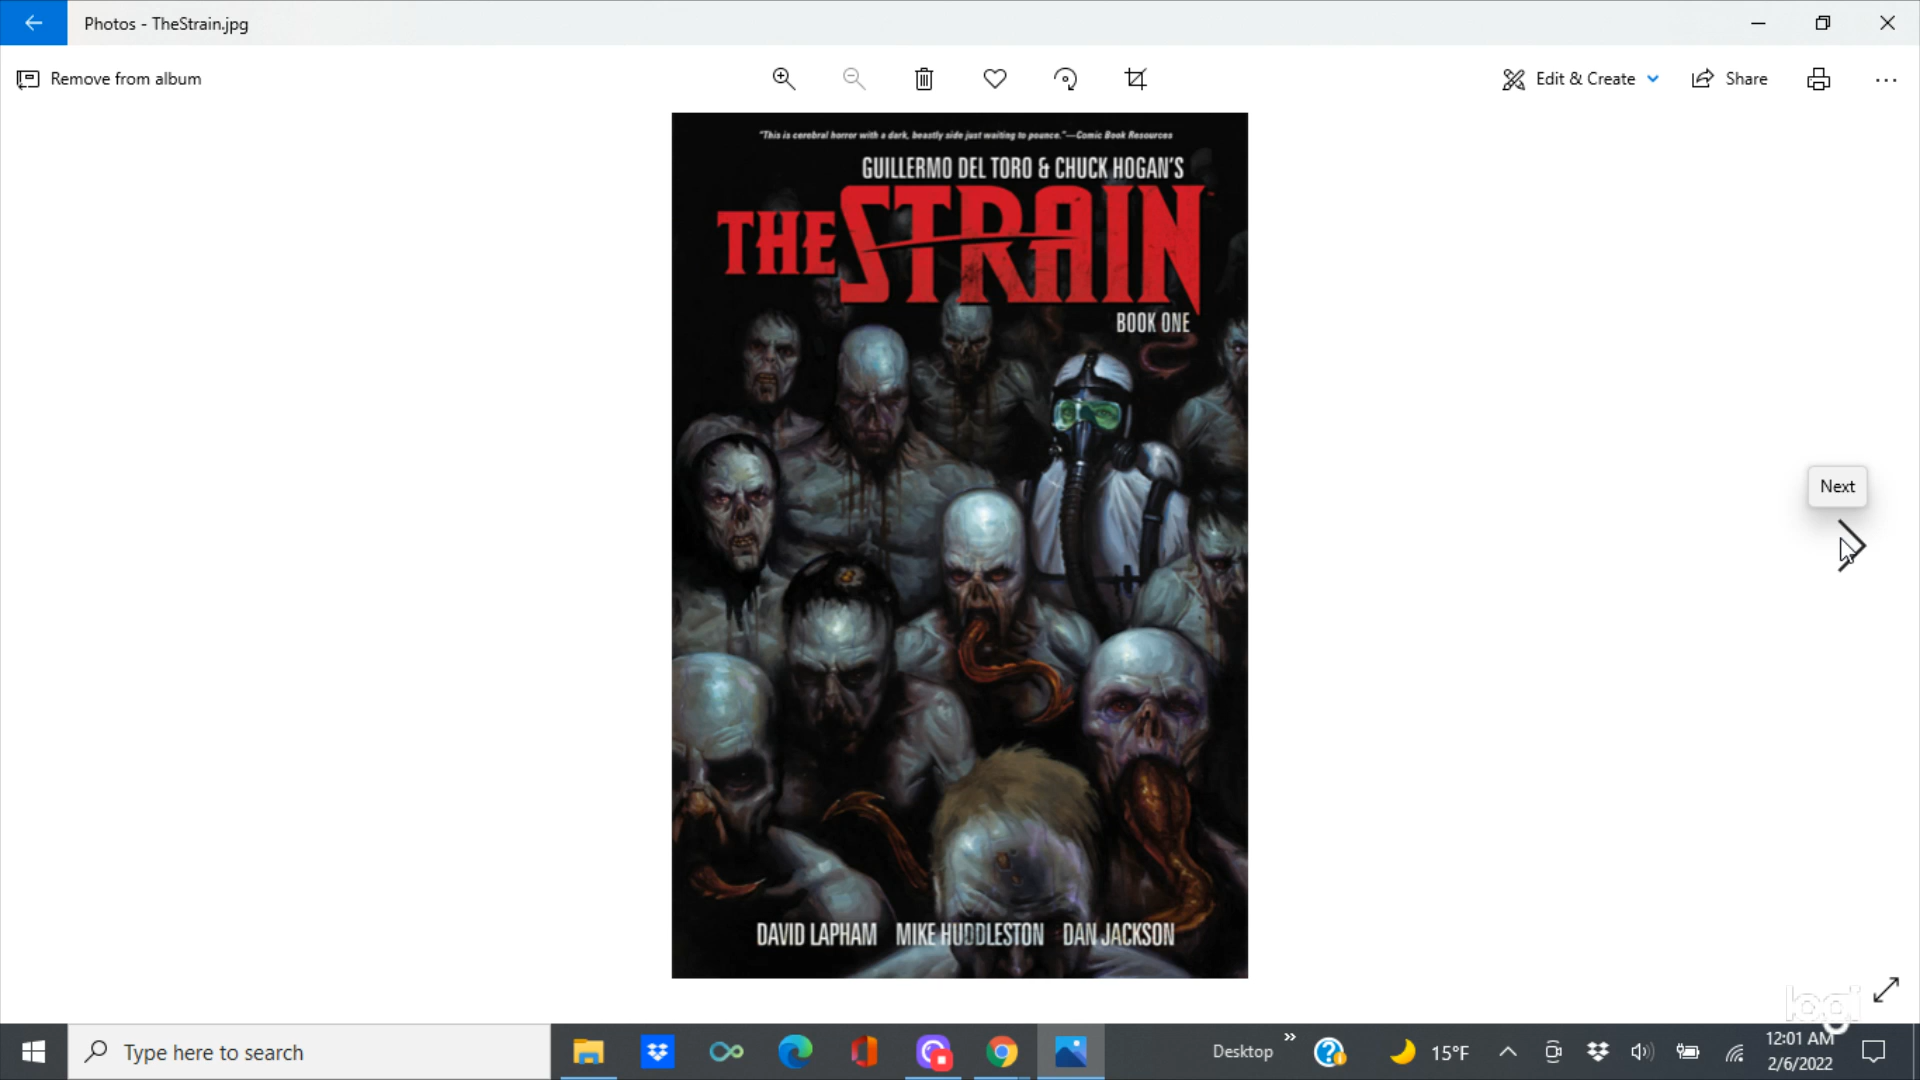 Photos - TheStrain.jpg
Remove from album
Edit & Create
Share
"This is cerebral horror with a dark, beastly side just waiting to pounce."—Comic Book Resources
GUILLERMO DEL TORO & CHUCK HOGAN'S
THE STRAIN
BOOK ONE
Next
DAVID LAPHAM MIKE HUDDLESTON DAN JACKSON
logi
Type here to search
Desktop
15°F
12:01 AM
2/6/2022